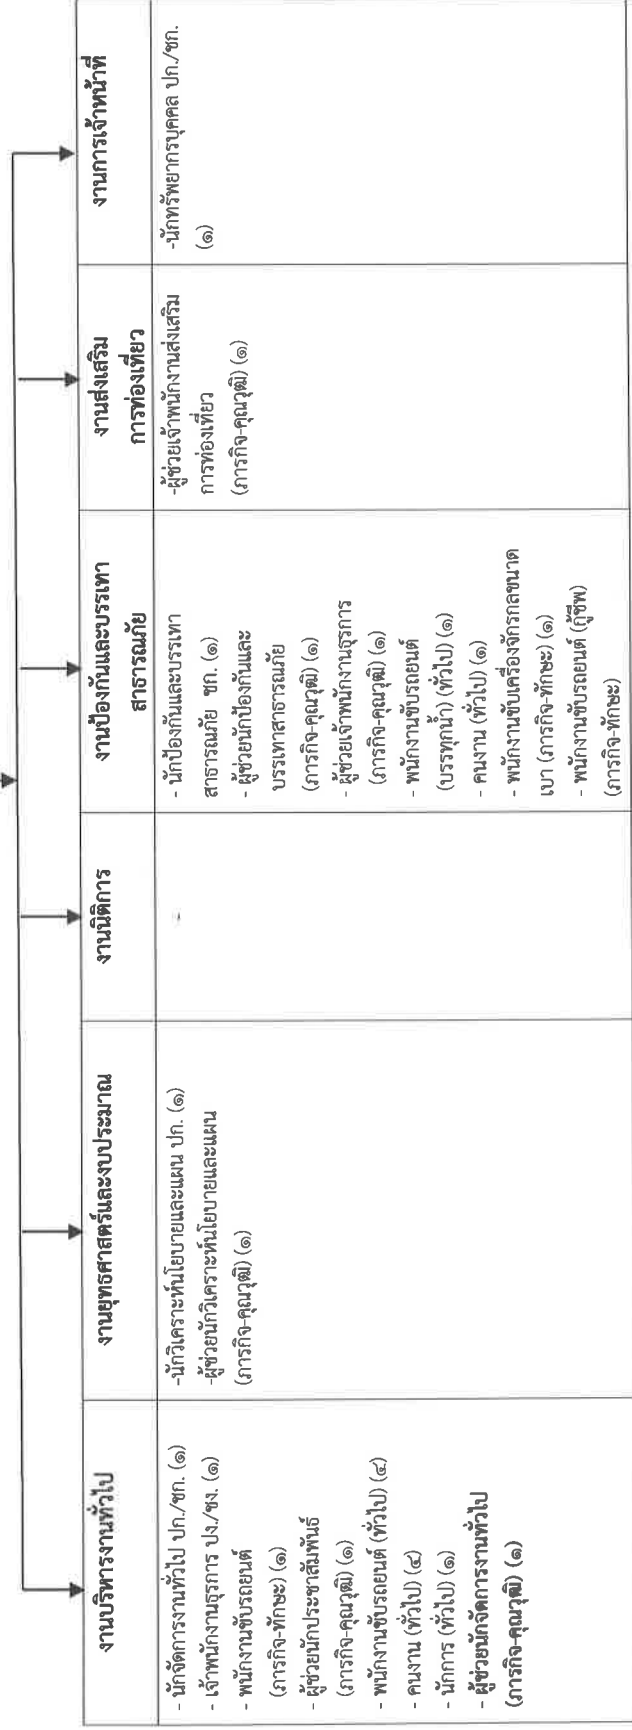 งานบริหารงานทั่วไป
- นักจัดการงานทั่วไป ปก./ชก. (๑)
- เจ้าพนักงานธุรการ ปง./ชง. (๑)
- พนักงานขับรถยนต์
(ภารกิจ-ทักษะ) (๑)
- ผู้ช่วยนักประชาสัมพันธ์
(ภารกิจ-คุณวุฒิ) (๑)
- พนักงานขับรถยนต์ (ทั่วไป) (๔)
- คนงาน (ทั่วไป) (๔)
- นักการ (ทั่วไป) (๑)
- ผู้ช่วยนักจัดการงานทั่วไป
(ภารกิจ-คุณวุฒิ) (๑)
งานยุทธศาสตร์และงบประมาณ
-นักวิเคราะห์นโยบายและแผน ปก. (๑)
-ผู้ช่วยนักวิเคราะห์นโยบายและแผน
(ภารกิจ-คุณวุฒิ) (๑)
งานนิติการ
-
งานป้องกันและบรรเทา
สาธารณภัย
- นักป้องกันและบรรเทา
สาธารณภัย ชก. (๑)
- ผู้ช่วยนักป้องกันและ
บรรเทาสาธารณภัย
(ภารกิจ-คุณวุฒิ) (๑)
- ผู้ช่วยเจ้าพนักงานธุรการ
(ภารกิจ-คุณวุฒิ) (๑)
- พนักงานขับรถยนต์
(บรรทุกน้ำ) (ทั่วไป) (๑)
- คนงาน (ทั่วไป) (๑)
- พนักงานขับเครื่องจักรกลขนาด
เบา (ภารกิจ-ทักษะ) (๑)
- พนักงานขับรถยนต์ (กู้ชีพ)
(ภารกิจ-ทักษะ)
งานส่งเสริม
การท่องเที่ยว
-ผู้ช่วยเจ้าพนักงานส่งเสริม
การท่องเที่ยว
(ภารกิจ-คุณวุฒิ) (๑)
งานการเจ้าหน้าที่
-นักทรัพยากรบุคคล ปก./ชก.
(๑)